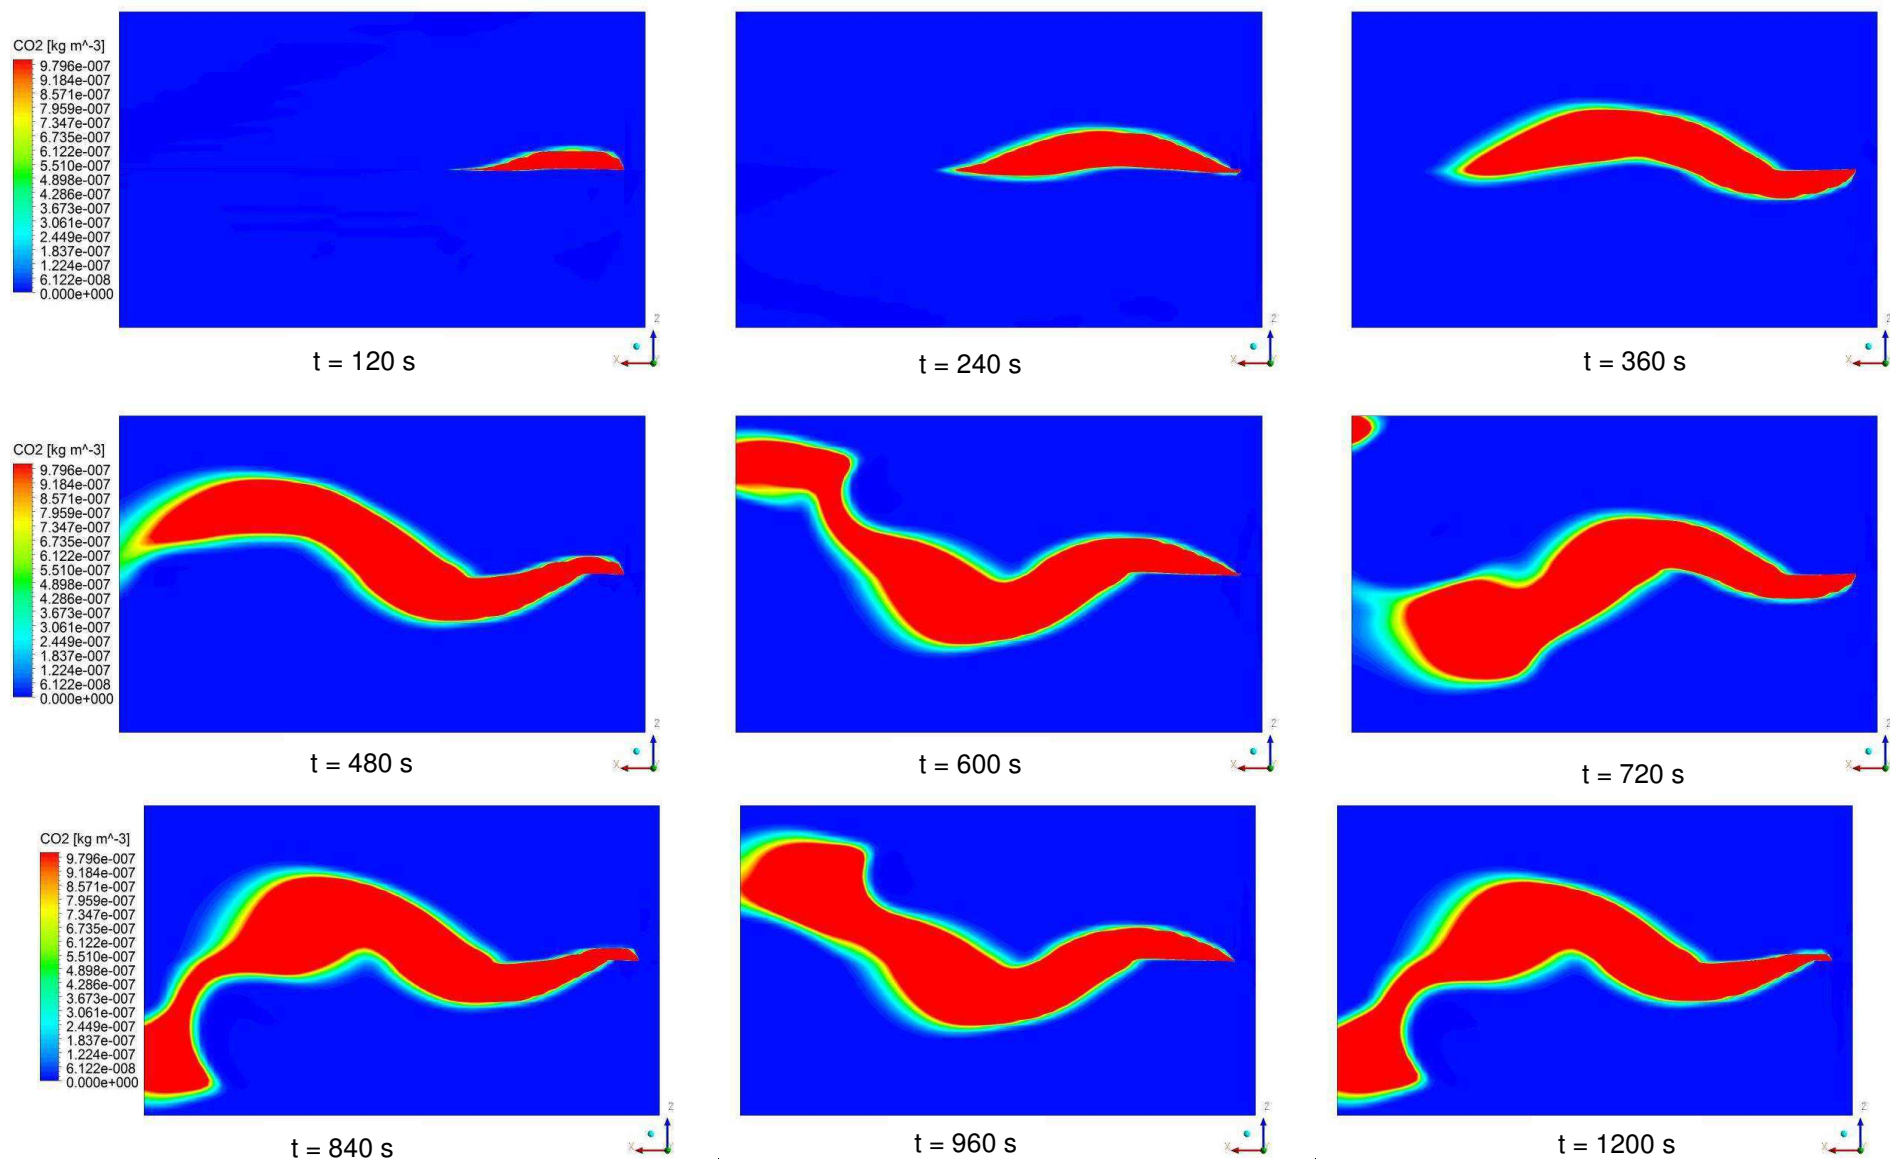 CO2 [kg m^-3]
9.796e-007
9.184e-007
8.571e-007
7.959e-007
7.347e-007
6.735e-007
6.122e-007
5.510e-007
4.898e-007
4.286e-007
3.673e-007
3.061e-007
2.449e-007
1.837e-007
1.224e-007
6.122e-008
0.000e+000
Z
X
t = 120 s
Z
X
t = 240 s
Z
X
t = 360 s
CO2 [kg m^-3]
9.796e-007
9.184e-007
8.571e-007
7.959e-007
7.347e-007
6.735e-007
6.122e-007
5.510e-007
4.898e-007
4.286e-007
3.673e-007
3.061e-007
2.449e-007
1.837e-007
1.224e-007
6.122e-008
0.000e+000
Z
X
t = 480 s
Z
X
t = 600 s
Z
X
t = 720 s
CO2 [kg m^-3]
9.796e-007
9.184e-007
8.571e-007
7.959e-007
7.347e-007
6.735e-007
6.122e-007
5.510e-007
4.898e-007
4.286e-007
3.673e-007
3.061e-007
2.449e-007
1.837e-007
1.224e-007
6.122e-008
0.000e+000
Z
X
t = 840 s
Z
X
t = 960 s
Z
X
t = 1200 s